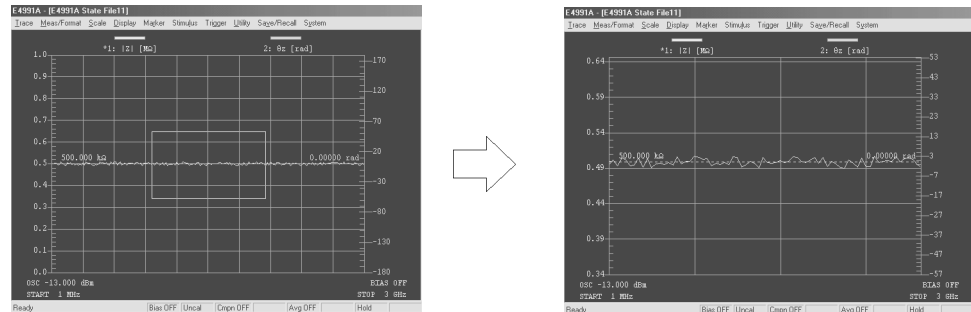 E4991A - [E4991A State File11]
Trace Meas/Format Scale Display Marker Stimulus Trigger Utility Save/Recall System
*1: |Z| [MΩ]
2: θz [rad]
1.0
170
0.9
0.8
120
0.7
70
0.6
20
0.5
500.000 kΩ
0.00000 rad
0.4
-30
0.3
-80
0.2
-130
0.1
0.0
-180
OSC -13.000 dBm
BIAS OFF
START 1 MHz
STOP 3 GHz
Ready
Bias OFF
Uncal
Cmpn OFF
Avg OFF
Hold
E4991A - [E4991A State File11]
Trace Meas/Format Scale Display Marker Stimulus Trigger Utility Save/Recall System
*1: |Z| [MΩ]
2: θz [rad]
0.64
53
43
0.59
33
23
0.54
13
500.000 kΩ
0.00000 rad
3
0.49
-7
-17
0.44
-27
0.39
-37
-47
0.34
-57
OSC -13.000 dBm
BIAS OFF
START 1 MHz
STOP 3 GHz
Ready
Bias OFF
Uncal
Cmpn OFF
Avg OFF
Hold